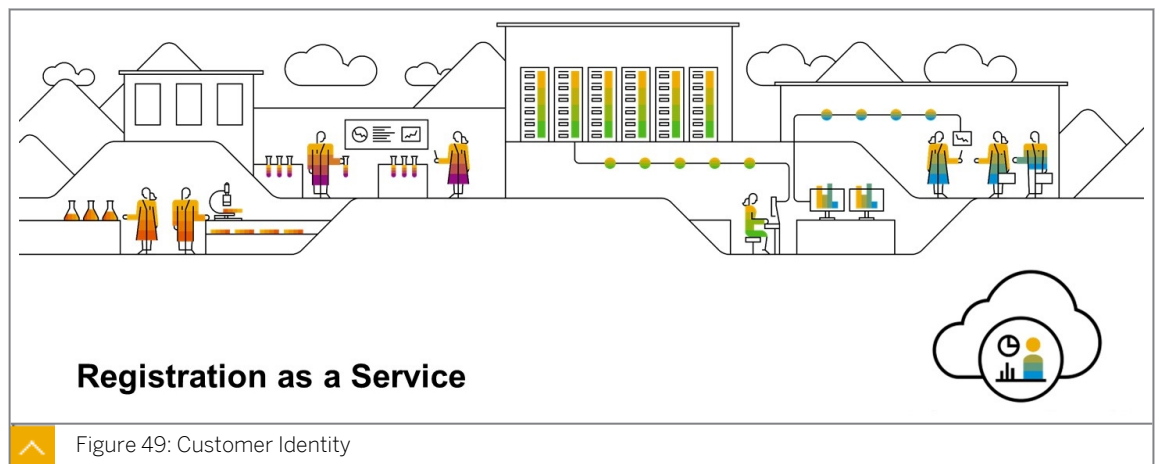 Registration as a Service
Figure 49: Customer Identity